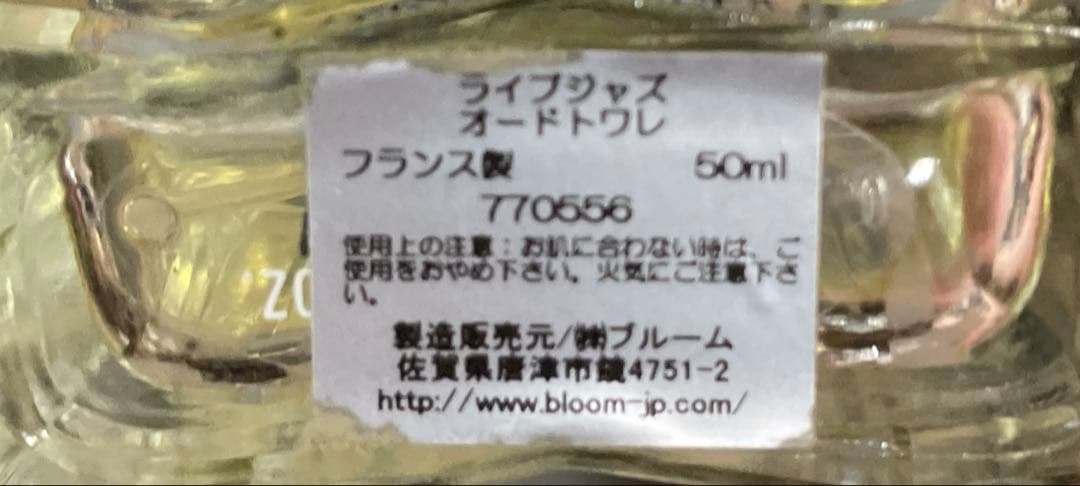 ライブジャズ
オードトワレ
フランス製 50ml
770556
使用上の注意：お肌に合わない時は、ご
使用をおやめ下さい。火気にご注意下さ
い。
製造販売元/㈱ブルーム
佐賀県唐津市鏡4751-2
http://www.bloom-jp.com/